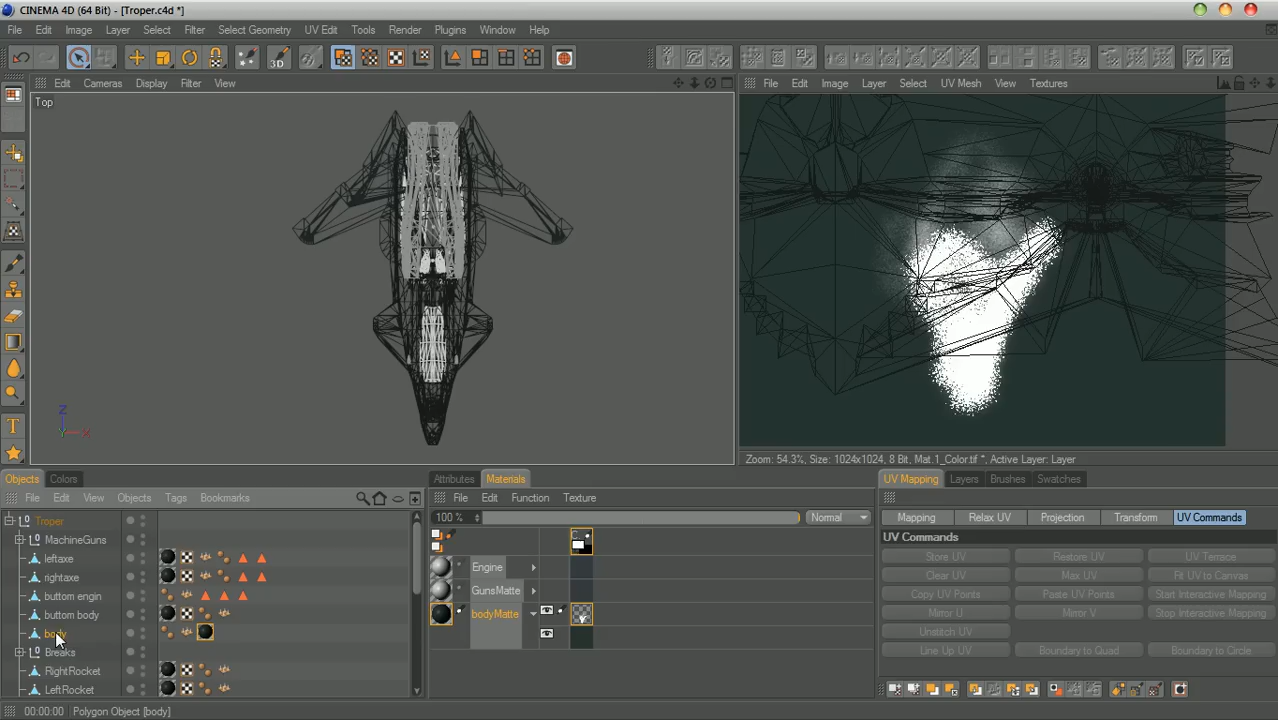 CINEMA 4D (64 Bit) - [Troper.c4d *]
File Edit Image Layer Select Filter Select Geometry UV Edit Tools Render Plugins Window Help
3D
Edit Cameras Display Filter View
File Edit Image Layer Select UV Mesh View Textures
Top
Z
X
T
Zoom: 54.3%, Size: 1024x1024, 8 Bit, Mat.1_Color.tif *, Active Layer: Layer
Objects Colors
Attributes Materials
UV Mapping Layers Brushes Swatches
File Edit View Objects Tags Bookmarks
File Edit Function Texture
100 % Normal
Mapping Relax UV Projection Transform UV Commands
UV Commands
Troper
MachineGuns
leftaxe
rightaxe
buttom engin
buttom body
body
Breaks
RightRocket
LeftRocket
C
Engine
GunsMatte
bodyMatte
Store UV Restore UV UV Terrace
Clear UV Max UV Fit UV to Canvas
Copy UV Points Paste UV Points Start Interactive Mapping
Mirror U Mirror V Stop Interactive Mapping
Unstitch UV
Line Up UV Boundary to Quad Boundary to Circle
00:00:00 Polygon Object [body]